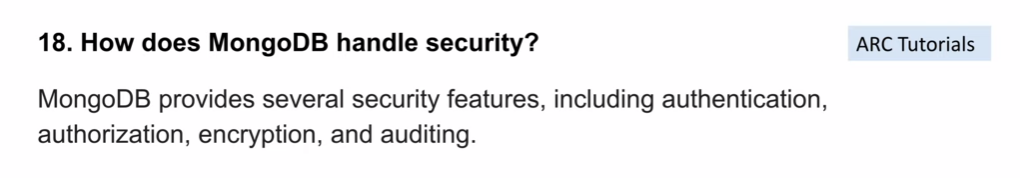 18. How does MongoDB handle security?
ARC Tutorials
MongoDB provides several security features, including authentication,
authorization, encryption, and auditing.